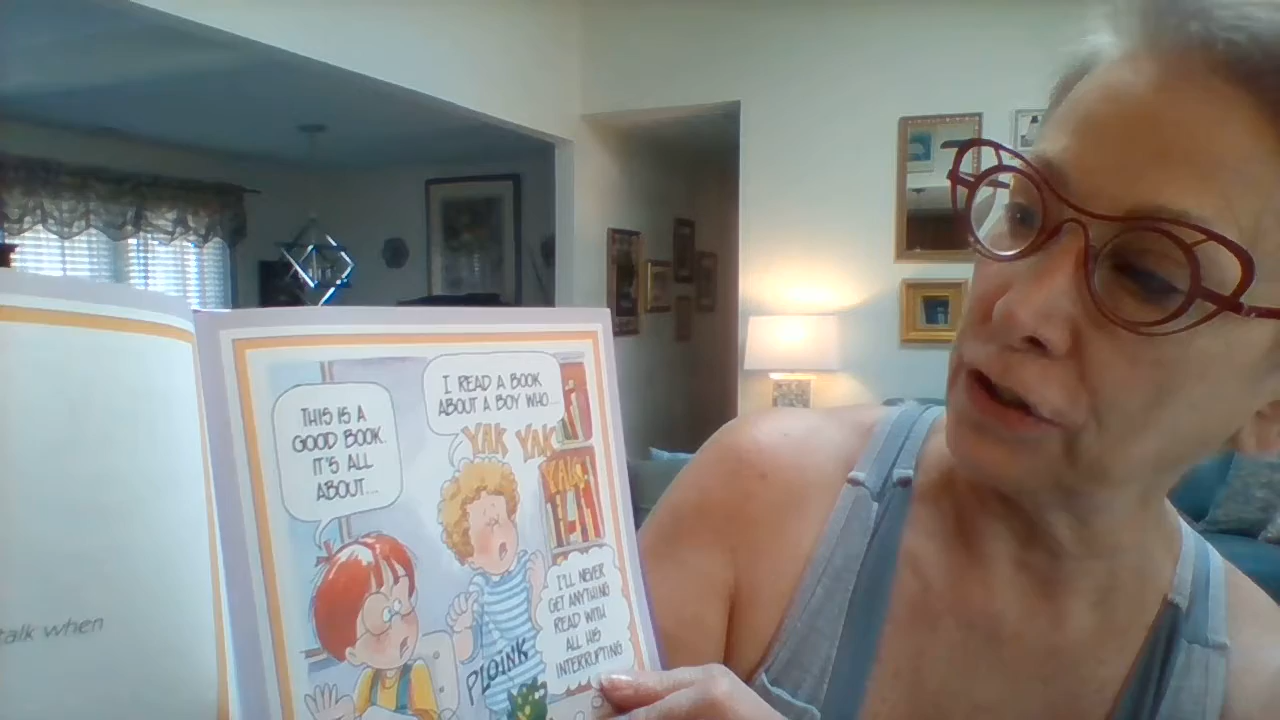 talk when
THIS IS A
GOOD BOOK.
IT'S ALL
ABOUT...
I READ A BOOK
ABOUT A BOY WHO...
YAK YAK
YAK
I'LL NEVER
GET ANYTHING
READ WITH
ALL HIS
INTERRUPTING
PLOINK